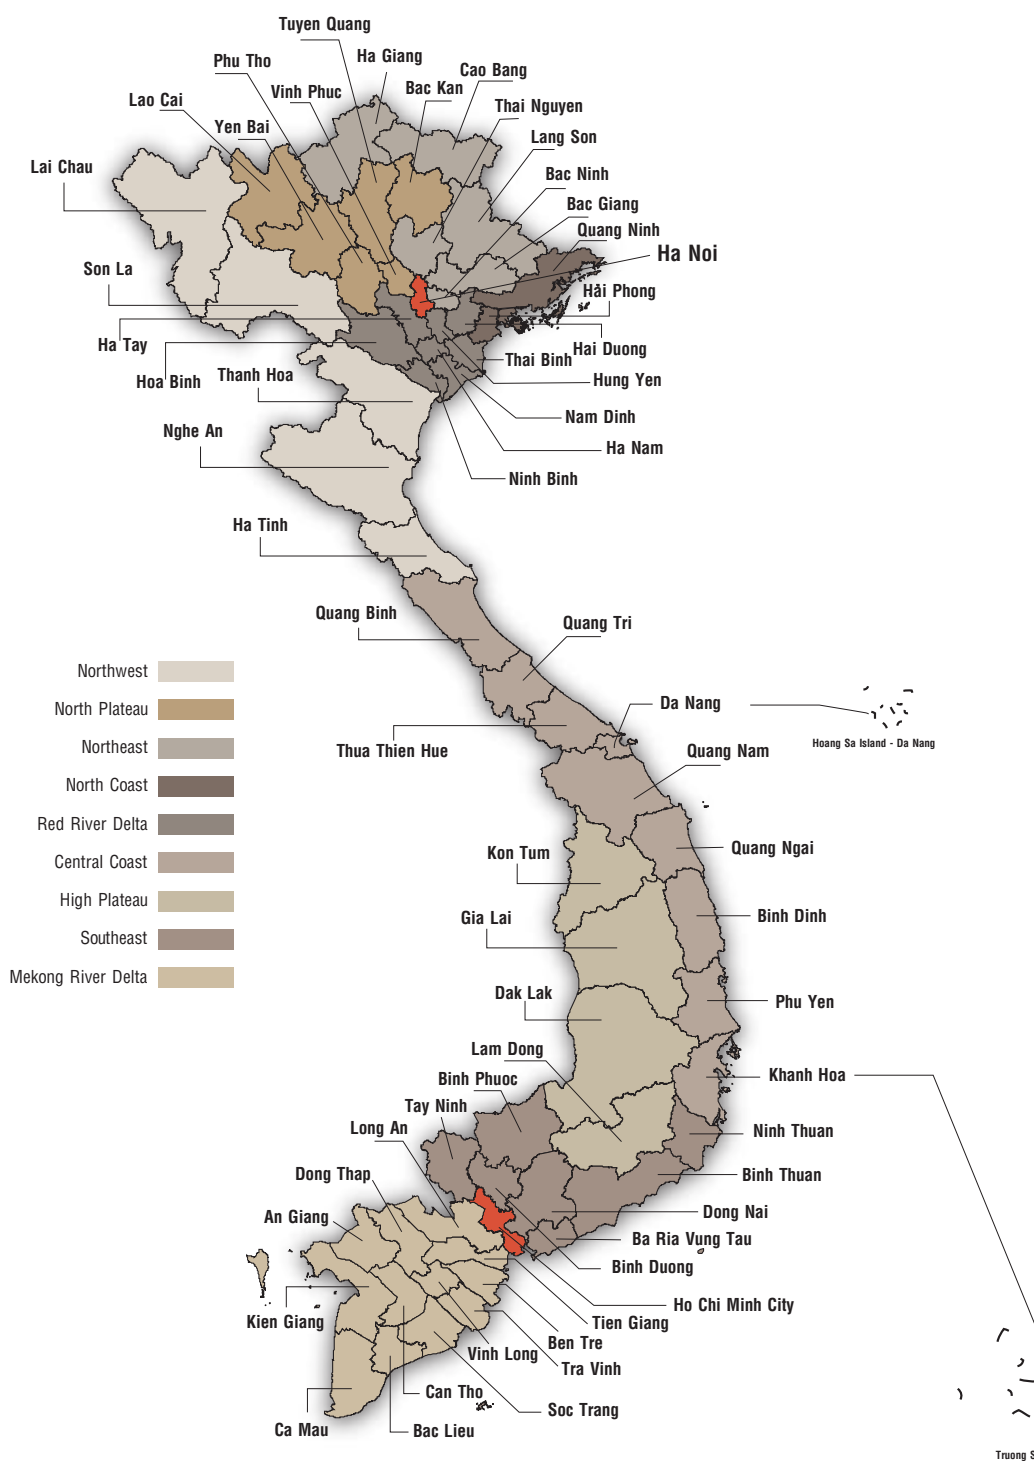 Tuyen Quang
Ha Giang
Phu Tho
Cao Bang
Vinh Phuc
Bac Kan
Lao Cai
Thai Nguyen
Yen Bai
Lang Son
Lai Chau
Bac Ninh
Bac Giang
Quang Ninh
Ha Noi
Son La
Hải Phong
Ha Tay
Hai Duong
Thai Binh
Hoa Binh
Thanh Hoa
Hung Yen
Nam Dinh
Nghe An
Ha Nam
Ninh Binh
Ha Tinh
Quang Binh
Quang Tri
Northwest
North Plateau
Northeast
North Coast
Red River Delta
Central Coast
High Plateau
Southeast
Mekong River Delta
Da Nang
Hoang Sa Island - Da Nang
Thua Thien Hue
Quang Nam
Kon Tum
Quang Ngai
Gia Lai
Binh Dinh
Dak Lak
Phu Yen
Lam Dong
Binh Phuoc
Khanh Hoa
Tay Ninh
Long An
Ninh Thuan
Dong Thap
Binh Thuan
An Giang
Dong Nai
Ba Ria Vung Tau
Binh Duong
Kien Giang
Ho Chi Minh City
Tien Giang
Ben Tre
Vinh Long
Tra Vinh
Can Tho
Soc Trang
Ca Mau
Bac Lieu
Truong S